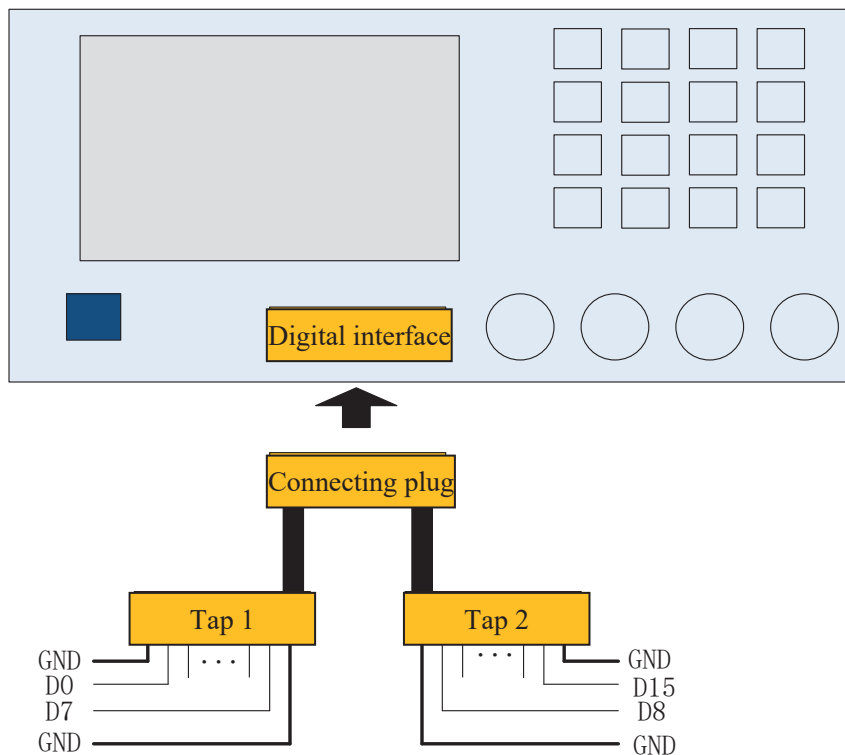 Digital interface
Connecting plug
Tap 1
Tap 2
GND
GND
D0
D15
D7
D8
GND
GND